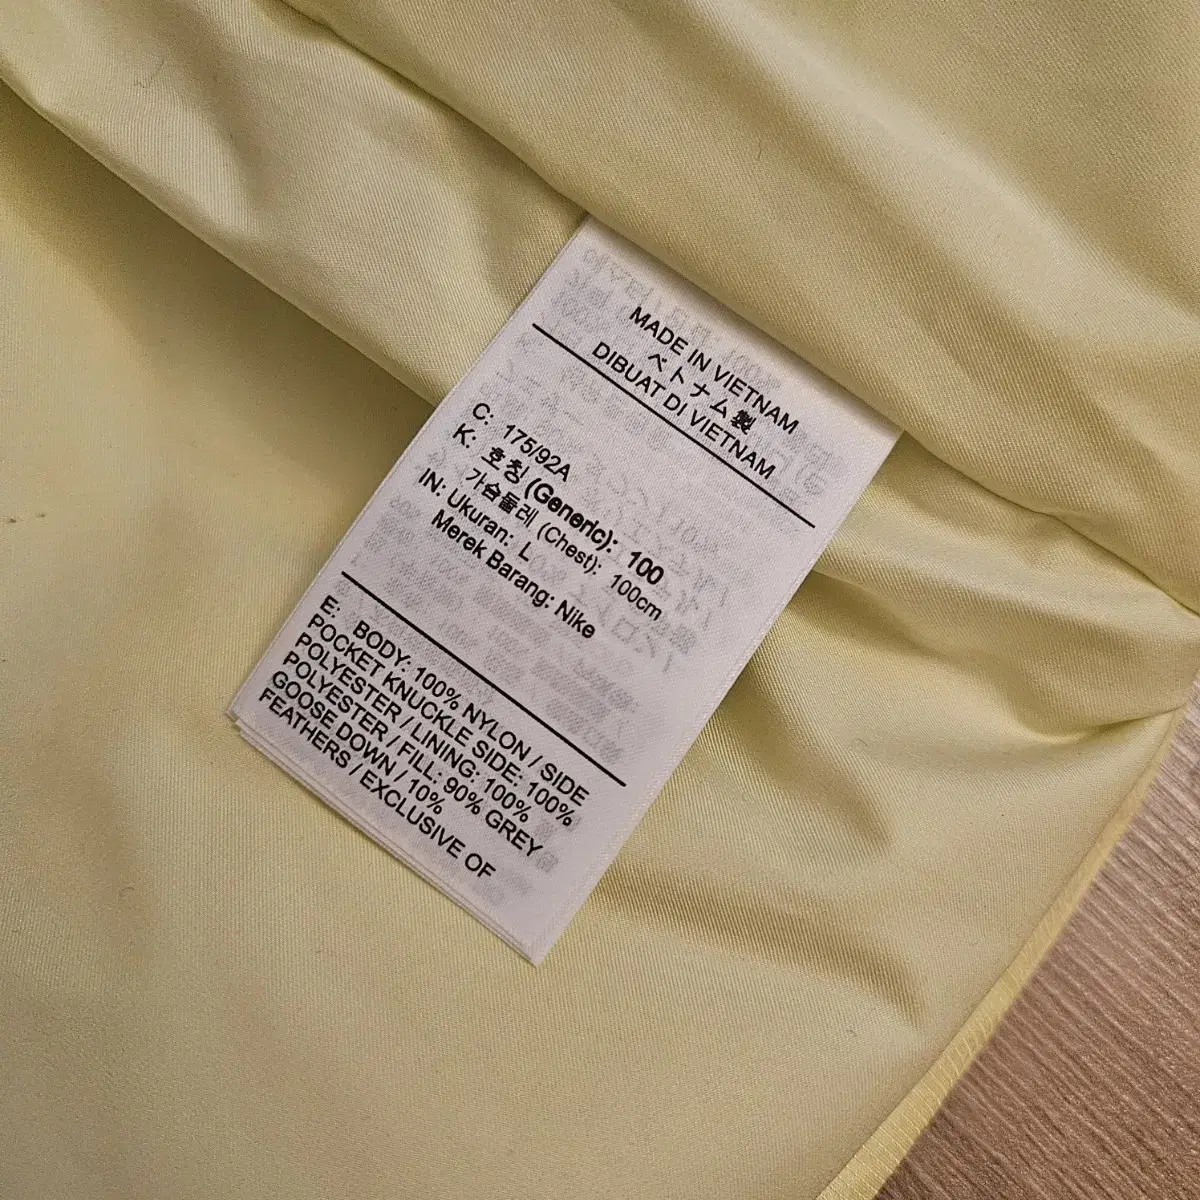 MADE IN VIETNAM
ベトナム製
DIBUAT DI VIETNAM
C: 175/92A
K: 호칭 (Generic): 100
가슴둘레 (Chest): 100cm
IN: Ukuran: L
Merek Barang: Nike
E: BODY: 100% NYLON / SIDE
POCKET KNUCKLE SIDE: 100%
POLYESTER / LINING: 100%
POLYESTER / FILL: 90% GREY
GOOSE DOWN / 10%
FEATHERS / EXCLUSIVE OF